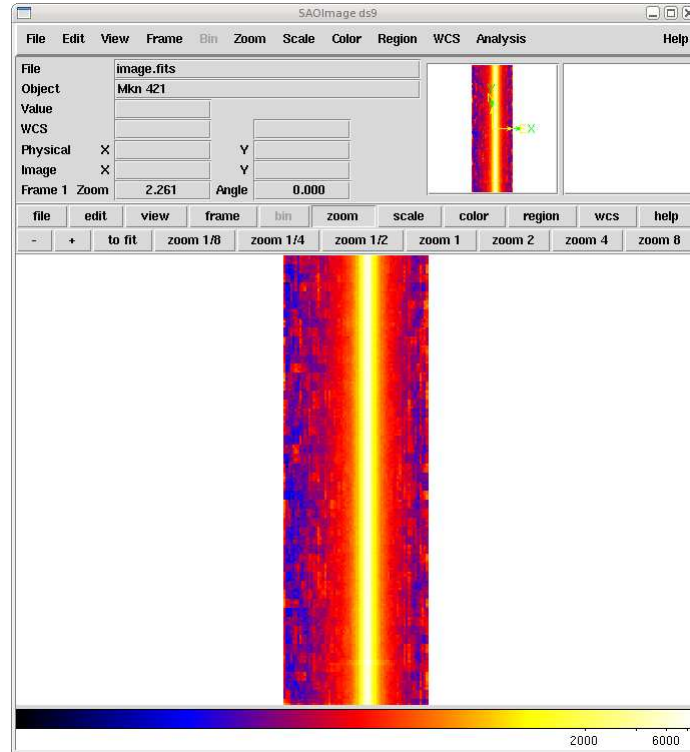 SAOImage ds9
File Edit View Frame Bin Zoom Scale Color Region WCS Analysis Help
File image.fits
Object Mkn 421
Value
WCS
Physical X Y
Image X Y
Frame 1 Zoom 2.261 Angle 0.000
Y
X
file edit view frame bin zoom scale color region wcs help
- + to fit zoom 1/8 zoom 1/4 zoom 1/2 zoom 1 zoom 2 zoom 4 zoom 8
2000 6000